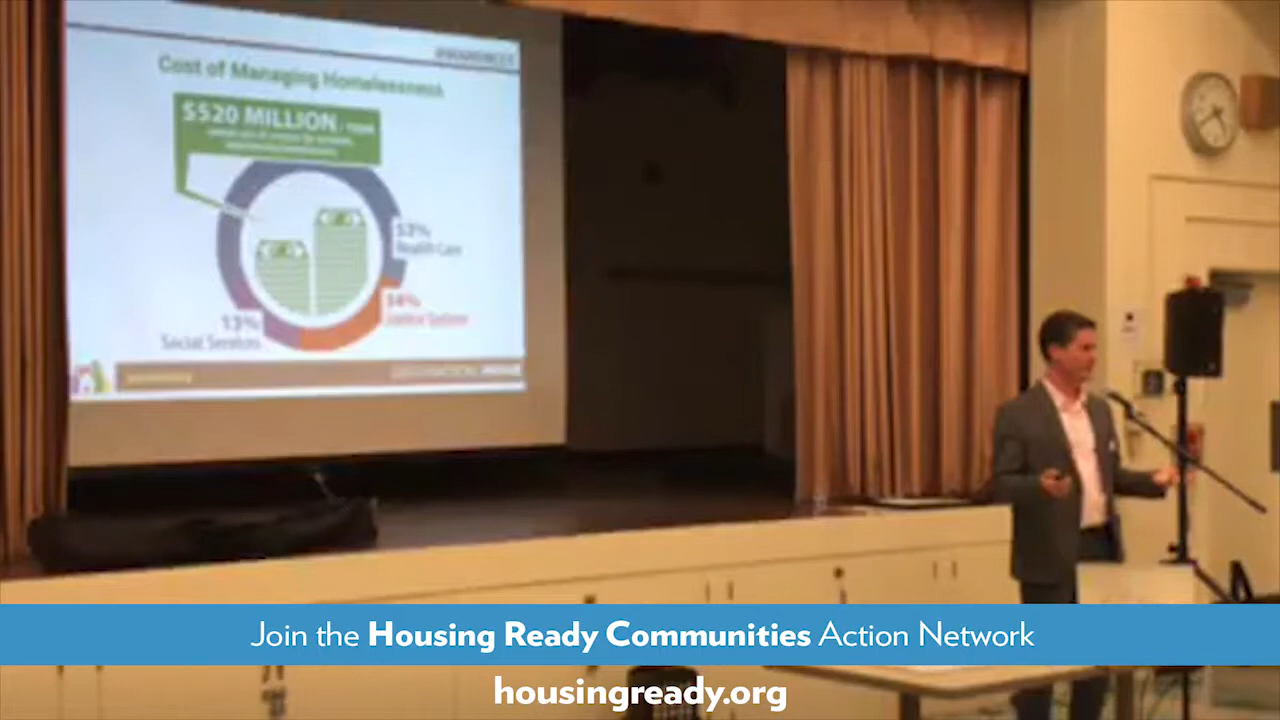 Cost of Managing Homelessness
$520 MILLION / YEAR
53%
Health Care
34%
Justice System
13%
Social Services
Join the Housing Ready Communities Action Network
housingready.org